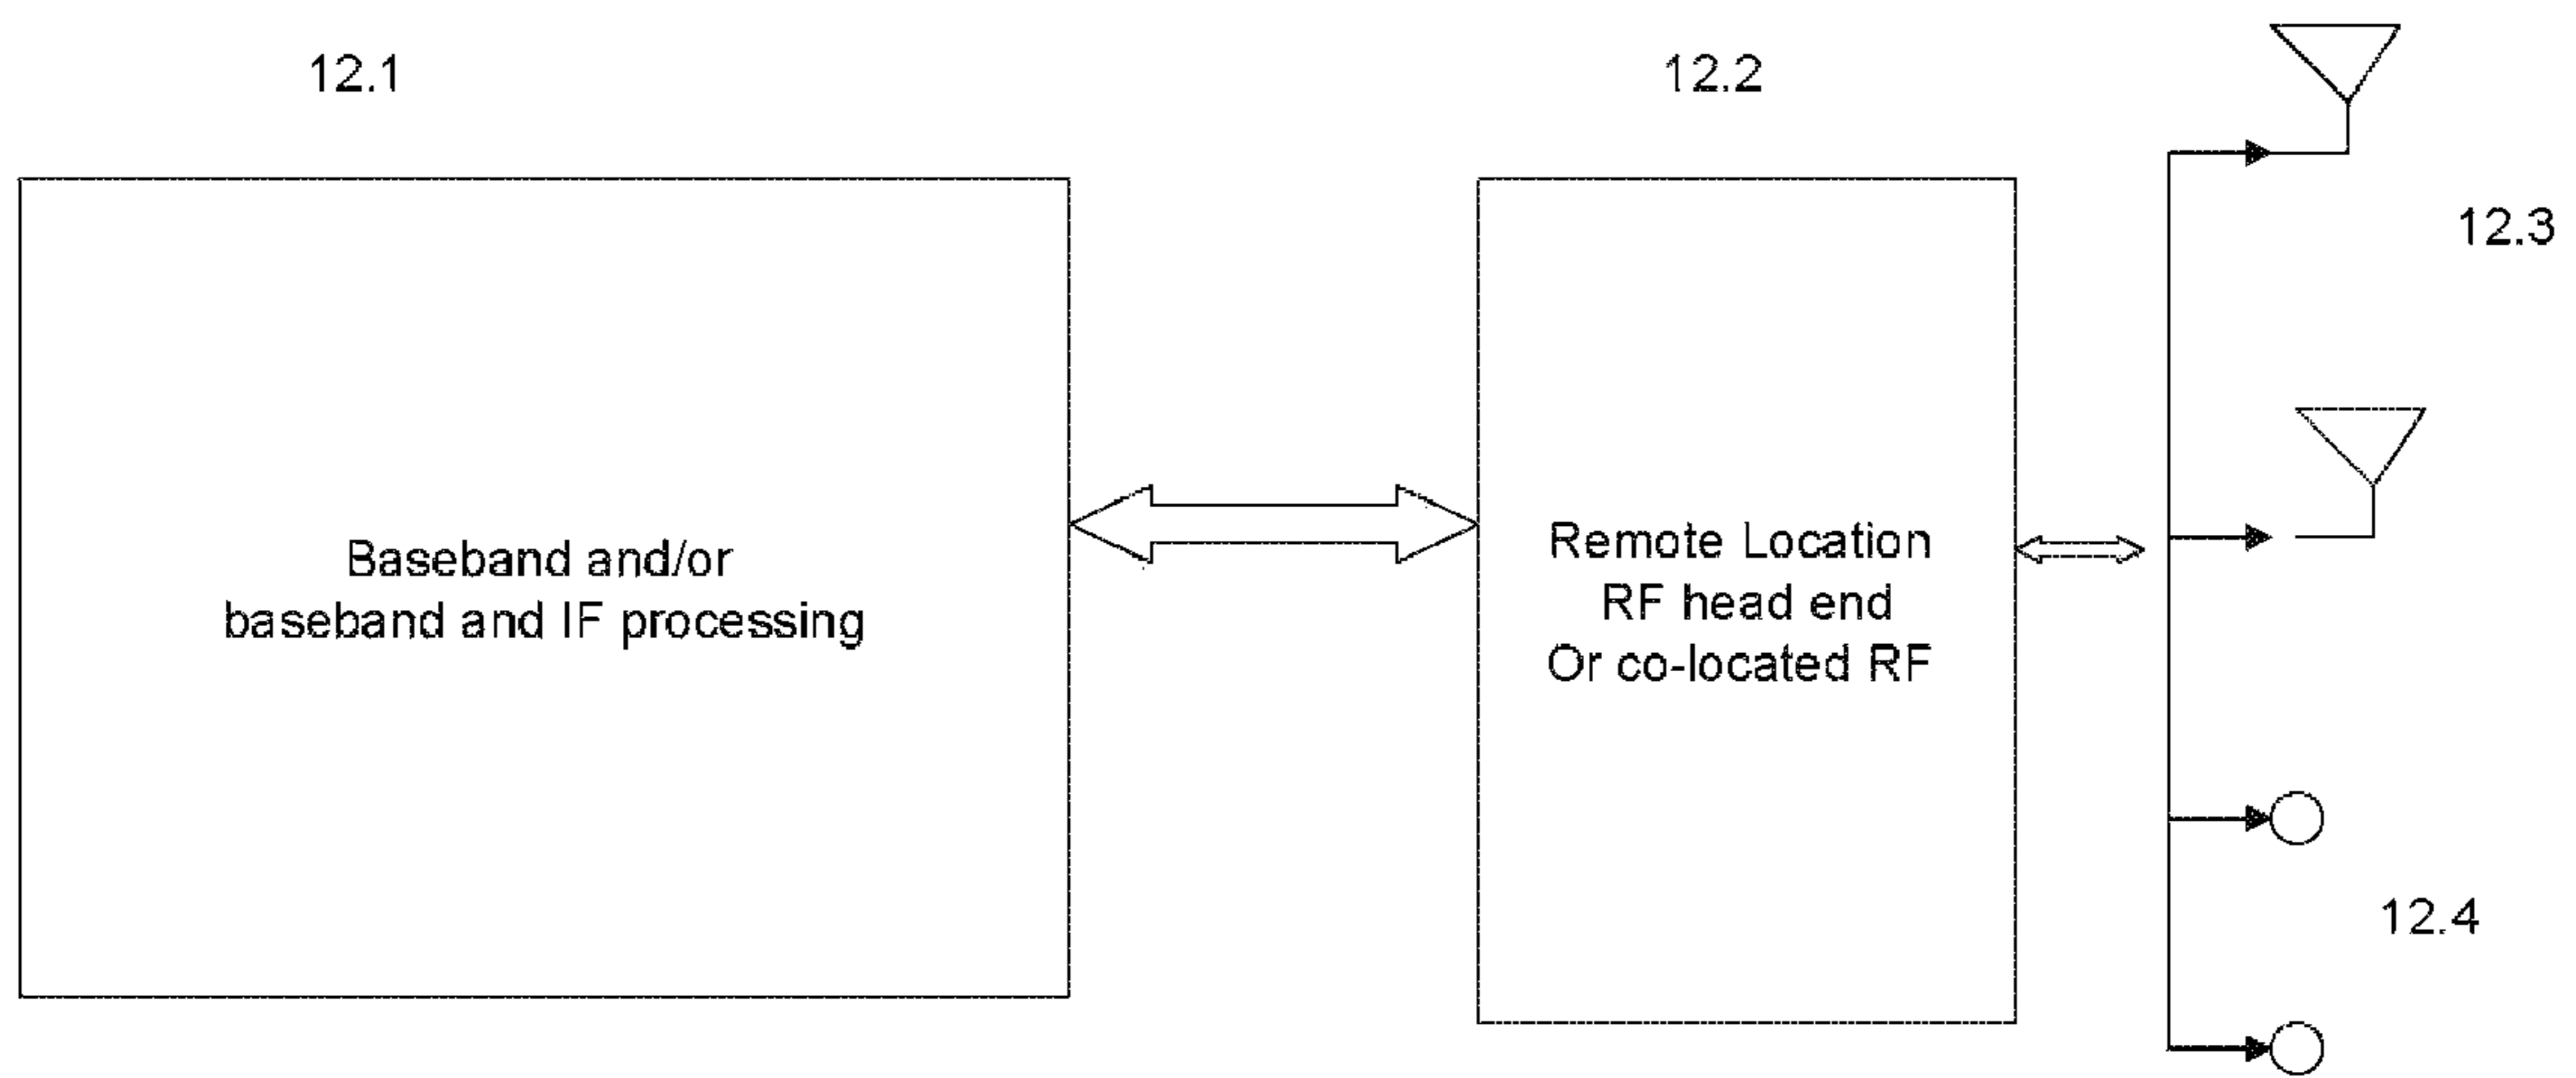 12.1
12.2
12.3
Baseband and/or
baseband and IF processing
Remote Location
RF head end
Or co-located RF
12.4